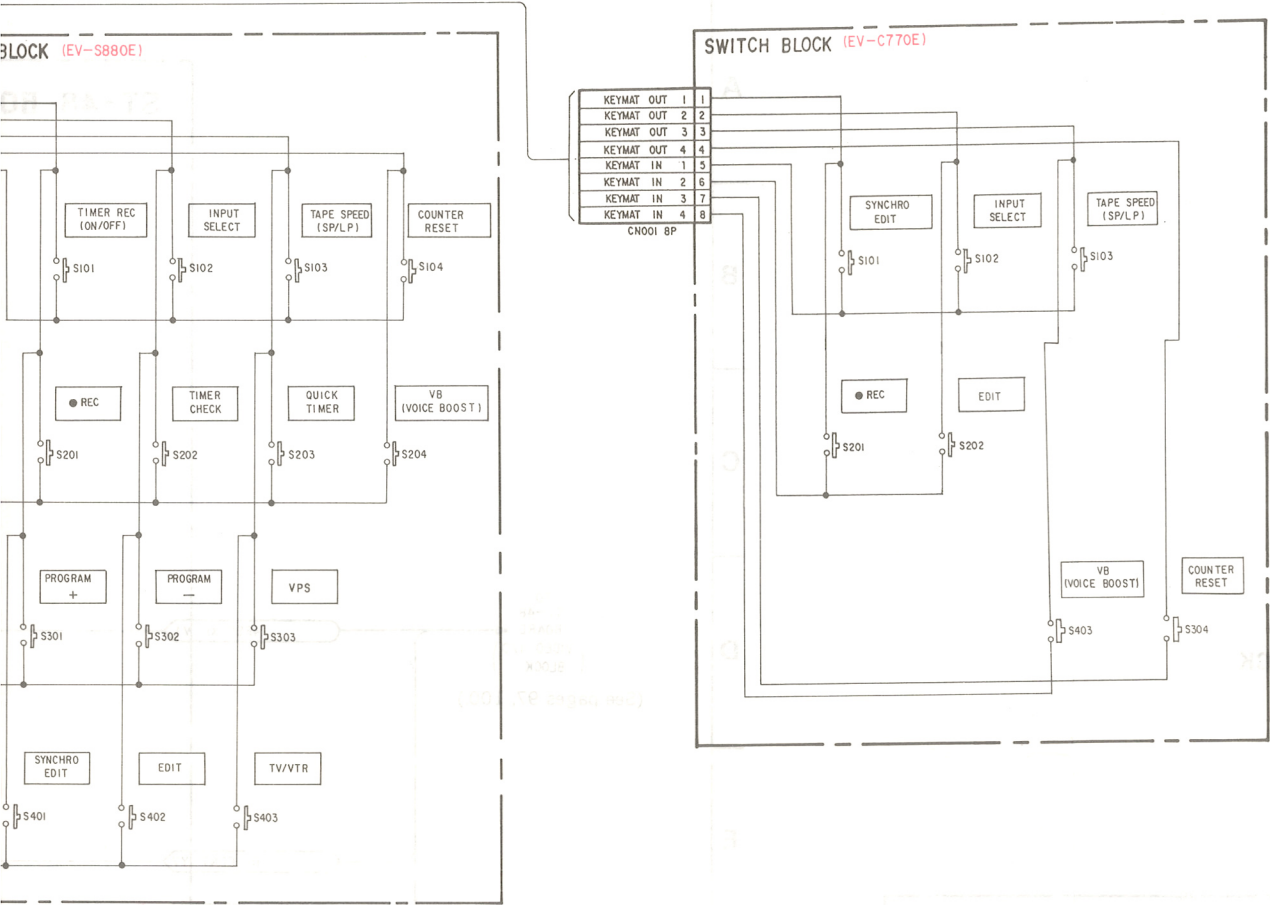 BLOCK (EV-S880E)
TIMER REC
(ON/OFF)
INPUT
SELECT
TAPE SPEED
(SP/LP)
COUNTER
RESET
S101
S102
S103
S104
● REC
TIMER
CHECK
QUICK
TIMER
VB
(VOICE BOOST)
S201
S202
S203
S204
PROGRAM
+
PROGRAM
—
VPS
S301
S302
S303
SYNCHRO
EDIT
EDIT
TV/VTR
S401
S402
S403
KEYMAT OUT 1 1
KEYMAT OUT 2 2
KEYMAT OUT 3 3
KEYMAT OUT 4 4
KEYMAT IN 1 5
KEYMAT IN 2 6
KEYMAT IN 3 7
KEYMAT IN 4 8
CN001 8P
SWITCH BLOCK (EV-C770E)
SYNCHRO
EDIT
INPUT
SELECT
TAPE SPEED
(SP/LP)
S101
S102
S103
● REC
EDIT
S201
S202
VB
(VOICE BOOST)
COUNTER
RESET
S403
S304